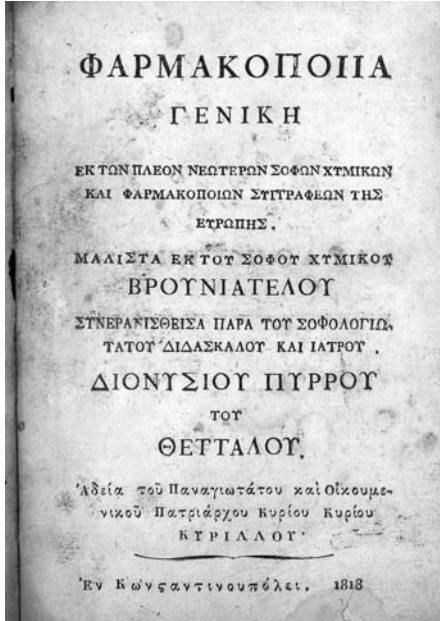 ΦΑΡΜΑΚΟΠΟΙΙΑ
ΓΕΝΙΚΗ
ΕΚ ΤΩΝ ΠΛΕΟΝ ΝΕΩΤΕΡΩΝ ΣΟΦΩΝ ΧΥΜΙΚΩΝ
ΚΑΙ ΦΑΡΜΑΚΟΠΟΙΩΝ ΣΥΓΓΡΑΦΕΩΝ ΤΗΣ
ΕΥΡΩΠΗΣ.
ΜΑΛΙΣΤΑ ΕΚ ΤΟΥ ΣΟΦΟΥ ΧΥΜΙΚΟΥ
ΒΡΟΥΝΙΑΤΕΛΟΥ
ΣΥΝΕΡΑΝΙΣΘΕΙΣΑ ΠΑΡΑ ΤΟΥ ΣΟΦΟΛΟΓΙΩ,
ΤΑΤΟΥ ΔΙΔΑΣΚΑΛΟΥ ΚΑΙ ΙΑΤΡΟΥ .
ΔΙΟΝΥΣΙΟΥ ΠΥΡΡΟΥ
ΤΟΥ
ΘΕΤΤΑΛΟΥ.
Ἀδεία τοῦ Παναγιωτάτου καὶ Οἰκουμε-
νικοῦ Πατριάρχου Κυρίου Κυρίου
ΚΥΡΙΛΛΟΥ·
Ἐν Κωνϛαντινουπόλει. 1818